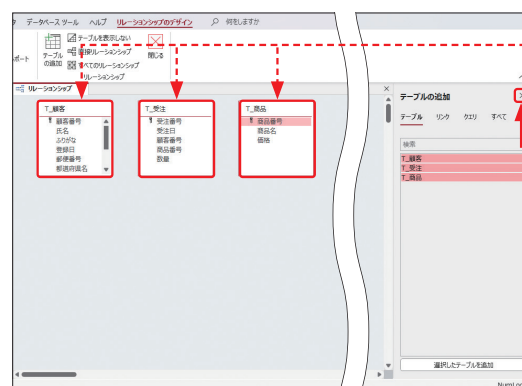 データベース ツール ヘルプ リレーションシップのデザイン 何をしますか
テーブルを表示しない
直接リレーションシップ
すべてのリレーションシップ
ポート
テーブル
の追加
閉じる
リレーションシップ
リレーションシップ
T_顧客
顧客番号
氏名
ふりがな
登録日
郵便番号
都道府県名
T_受注
受注番号
受注日
顧客番号
商品番号
数量
T_商品
商品番号
商品名
価格
テーブルの追加
テーブル リンク クエリ すべて
検索
T_顧客
T_受注
T_商品
選択したテーブルを追加